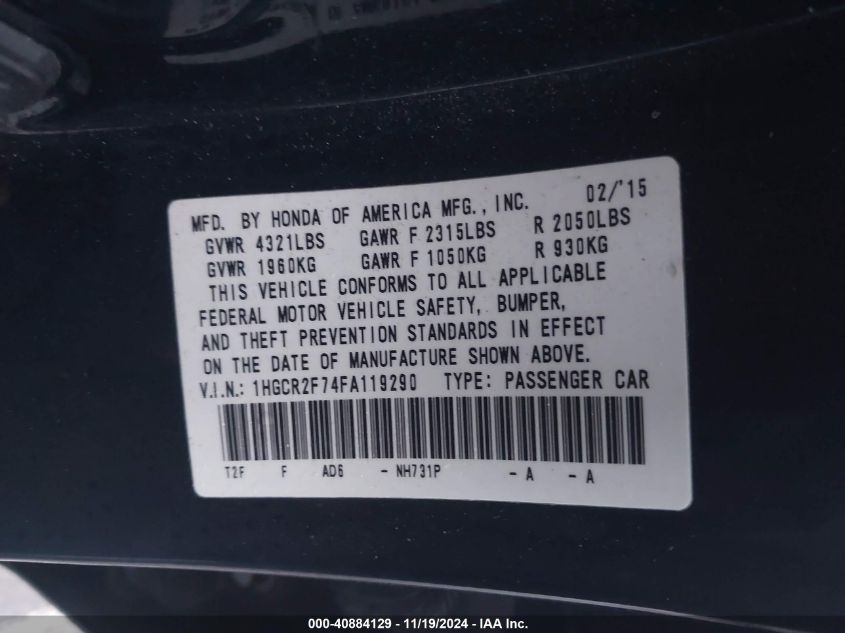 MFD. BY HONDA OF AMERICA MFG., INC. 02/'15
GVWR 4321LBS GAWR F 2315LBS R 2050LBS
GVWR 1960KG GAWR F 1050KG R 930KG
THIS VEHICLE CONFORMS TO ALL APPLICABLE
FEDERAL MOTOR VEHICLE SAFETY, BUMPER,
AND THEFT PREVENTION STANDARDS IN EFFECT
ON THE DATE OF MANUFACTURE SHOWN ABOVE.
V.I.N.: 1HGCR2F74FA119290 TYPE: PASSENGER CAR
T2F F AD6 - NH731P - A - A
000-40884129 - 11/19/2024 - IAA Inc.